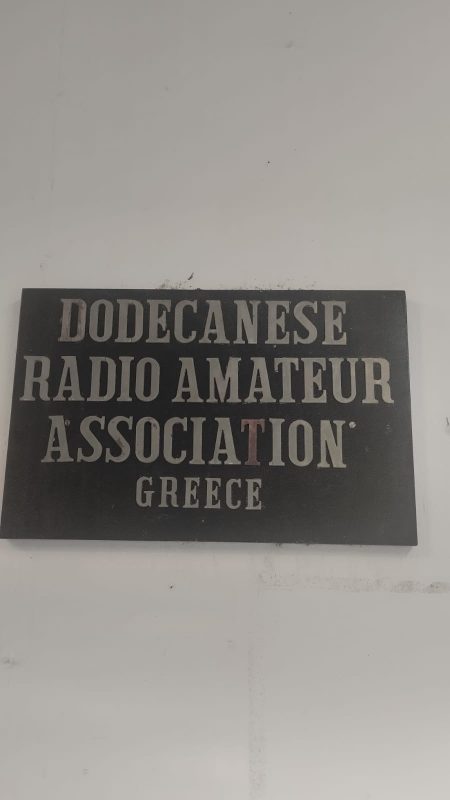 DODECANESE
RADIO AMATEUR
ASSOCIATION
GREECE